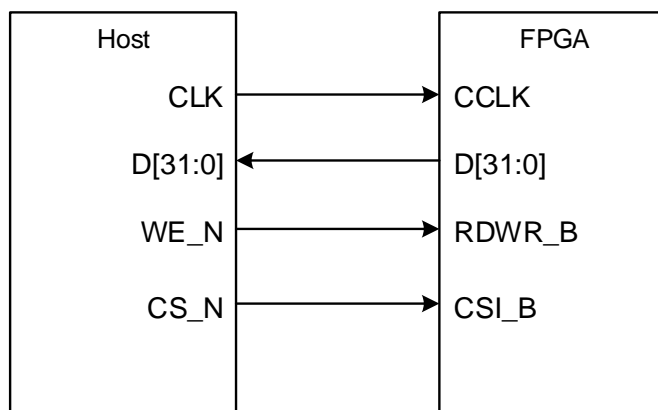 Host FPGA
CLK CCLK
D[31:0] D[31:0]
WE_N RDWR_B
CS_N CSI_B